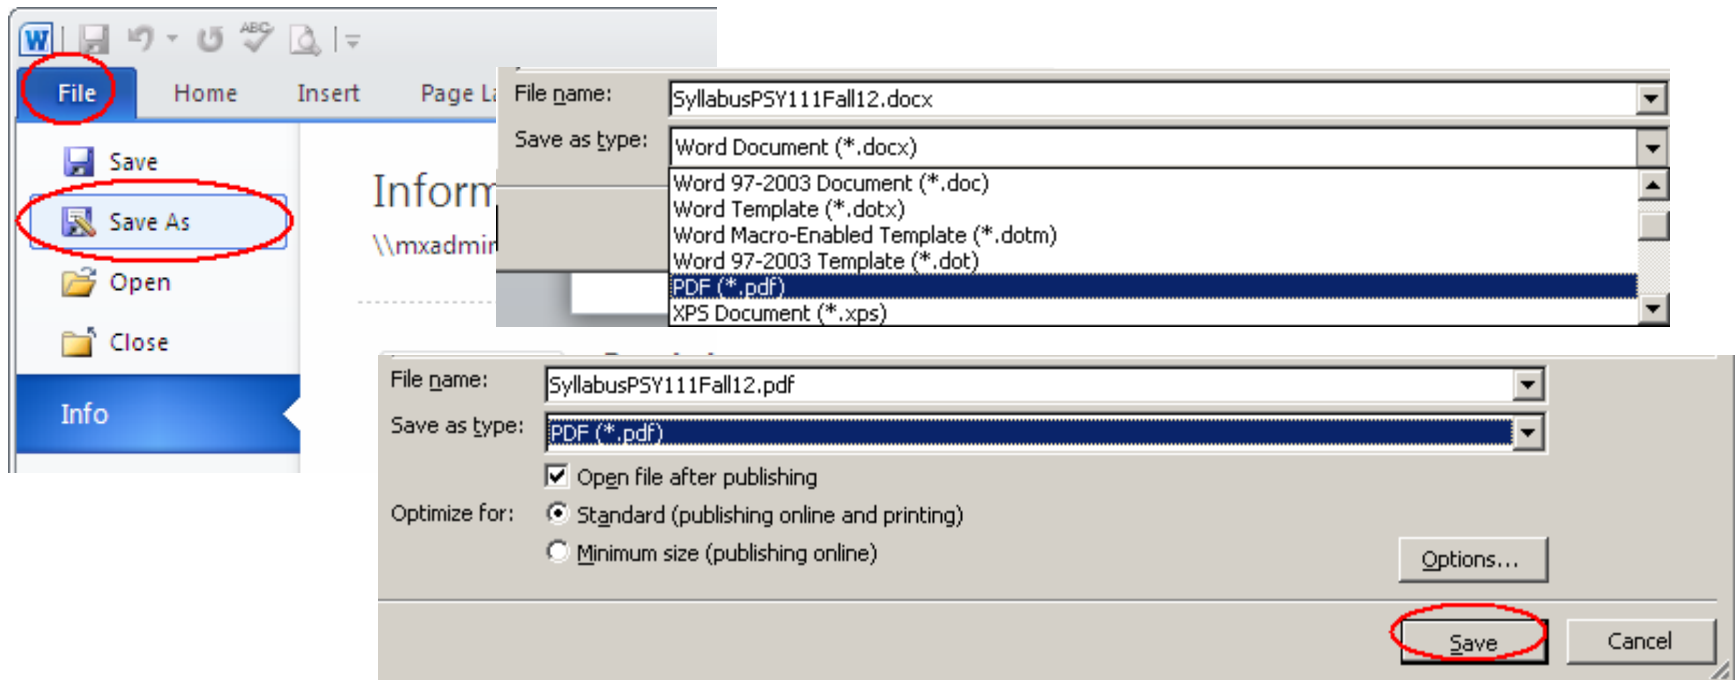 W
ABC
File Home Insert Page La
Save
Save As
Open
Close
Info
Inform
\\mxadmin
File name: SyllabusPSY111Fall12.docx
Save as type: Word Document (*.docx)
Word 97-2003 Document (*.doc)
Word Template (*.dotx)
Word Macro-Enabled Template (*.dotm)
Word 97-2003 Template (*.dot)
PDF (*.pdf)
XPS Document (*.xps)
File name: SyllabusPSY111Fall12.pdf
Save as type: PDF (*.pdf)
Open file after publishing
Optimize for: Standard (publishing online and printing)
Minimum size (publishing online)
Options...
Save Cancel